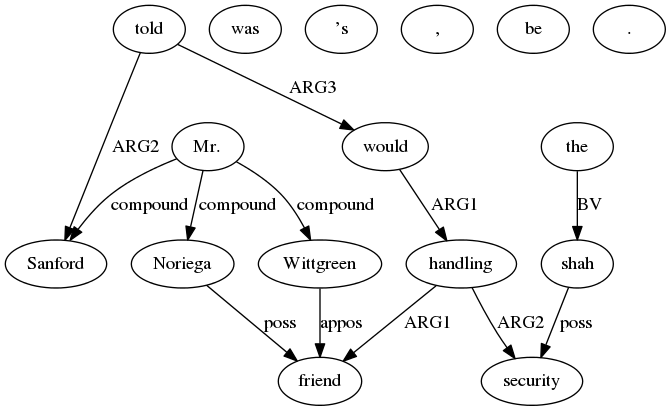 told was 's , be .
ARG3
Mr. would the
ARG2
compound compound compound ARG1 BV
Sanford Noriega Wittgreen handling shah
poss appos ARG1 ARG2 poss
friend security